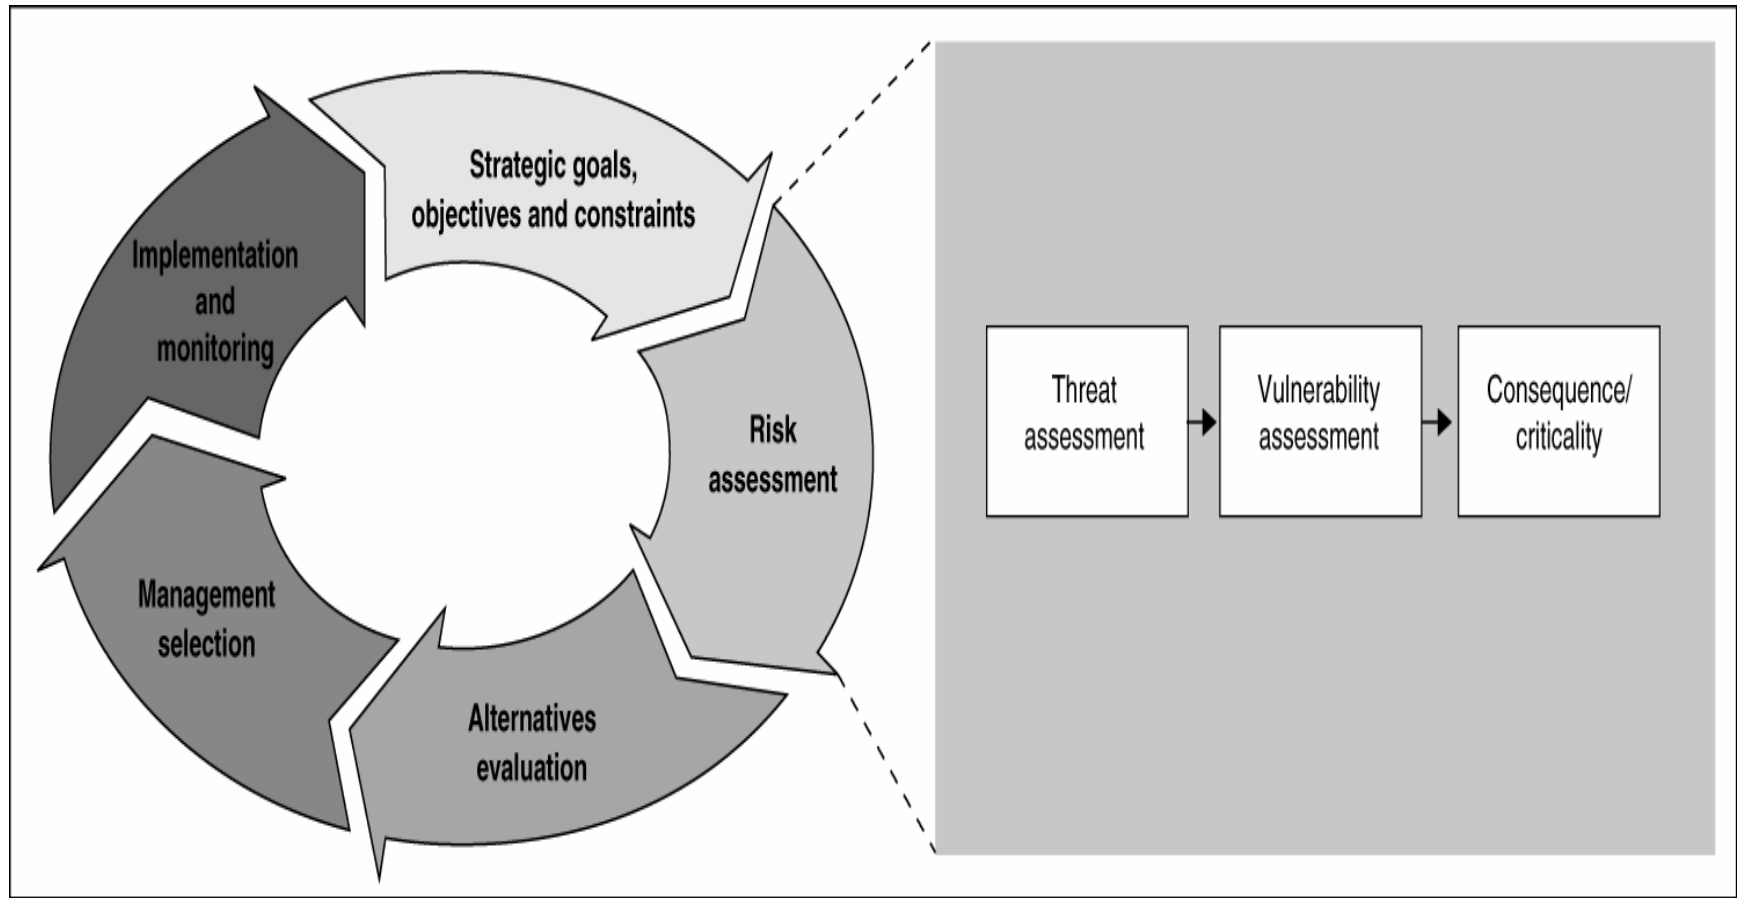 Strategic goals,
objectives and constraints
Risk
assessment
Alternatives
evaluation
Management
selection
Implementation
and
monitoring
Threat
assessment
Vulnerability
assessment
Consequence/
criticality